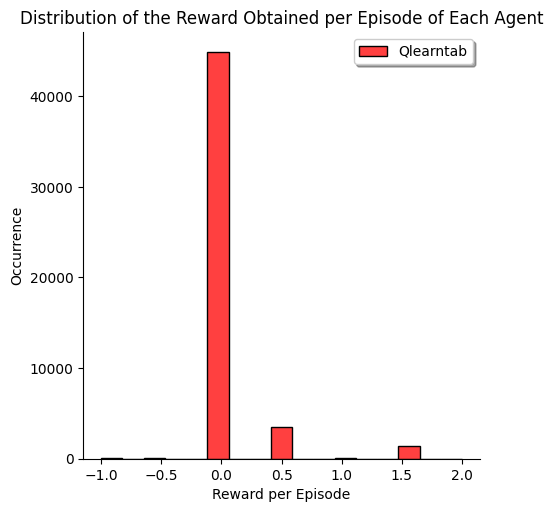 Distribution of the Reward Obtained per Episode of Each Agent
Qlearntab
40000
30000
20000
10000
0
Occurrence
−1.0 −0.5 0.0 0.5 1.0 1.5 2.0
Reward per Episode